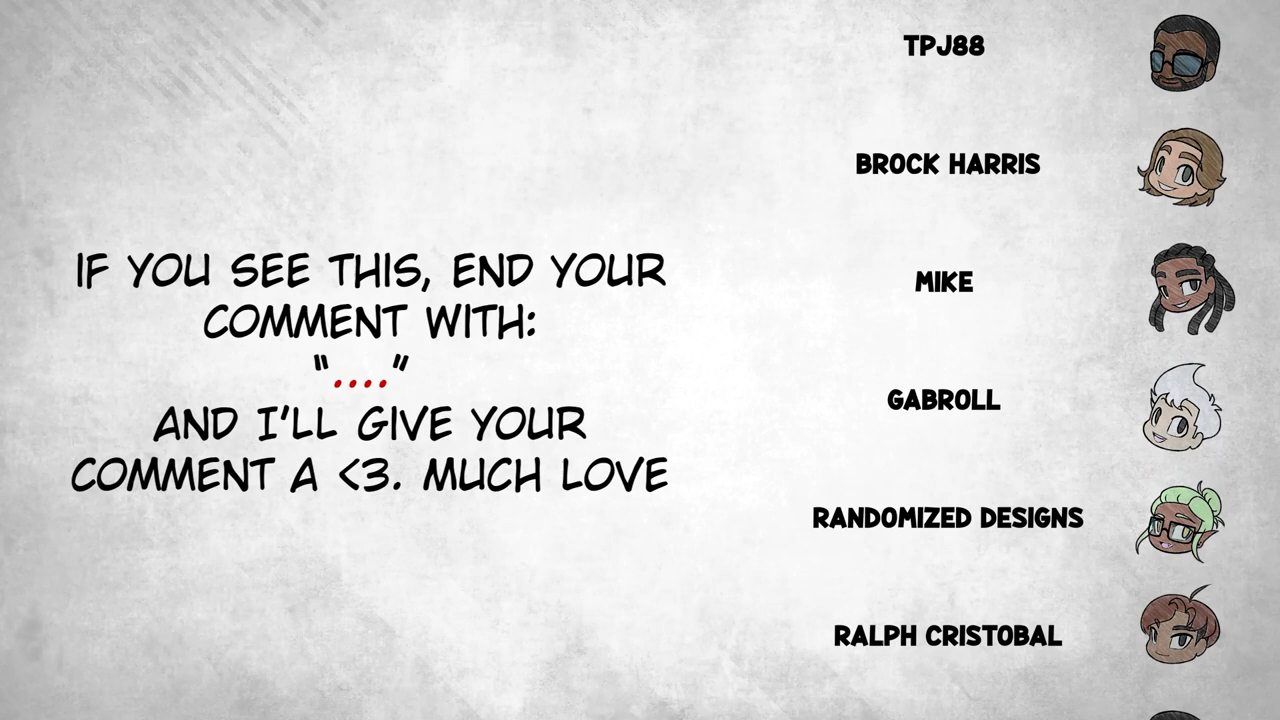 IF YOU SEE THIS, END YOUR
COMMENT WITH:
"...."
AND I'LL GIVE YOUR
COMMENT A <3. MUCH LOVE
TPJ88
BROCK HARRIS
MIKE
GABROLL
RANDOMIZED DESIGNS
RALPH CRISTOBAL